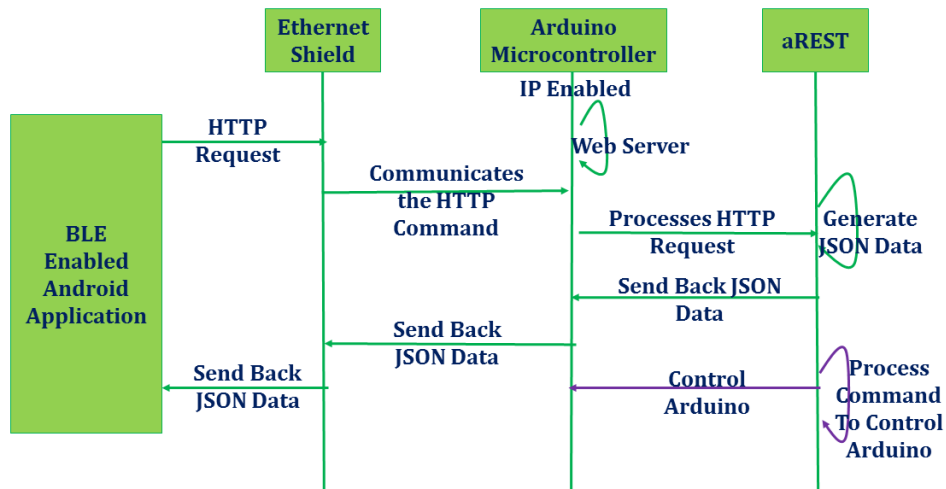 Ethernet
Shield
Arduino
Microcontroller
aREST
IP Enabled
HTTP
Request
Web Server
Communicates
the HTTP
Command
BLE
Enabled
Android
Application
Processes HTTP
Request
Generate
JSON Data
Send Back JSON
Data
Send Back
JSON Data
Send Back
JSON Data
Control
Arduino
Process
Command
To Control
Arduino